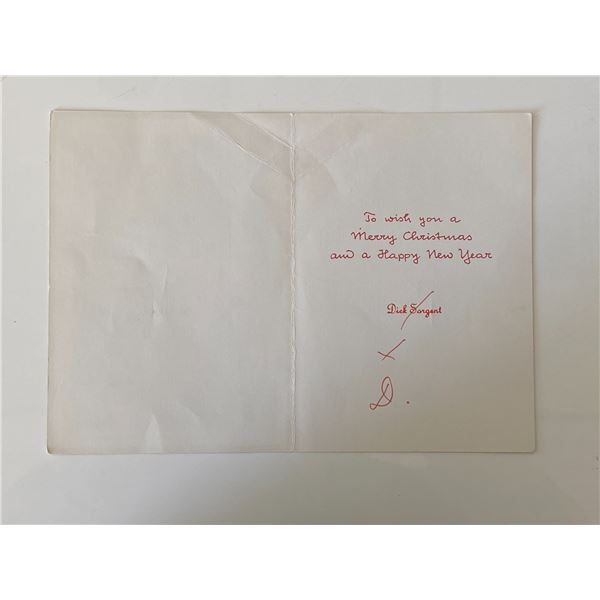 To wish you a
Merry Christmas
and a Happy New Year
Dick Sargent
x
D.